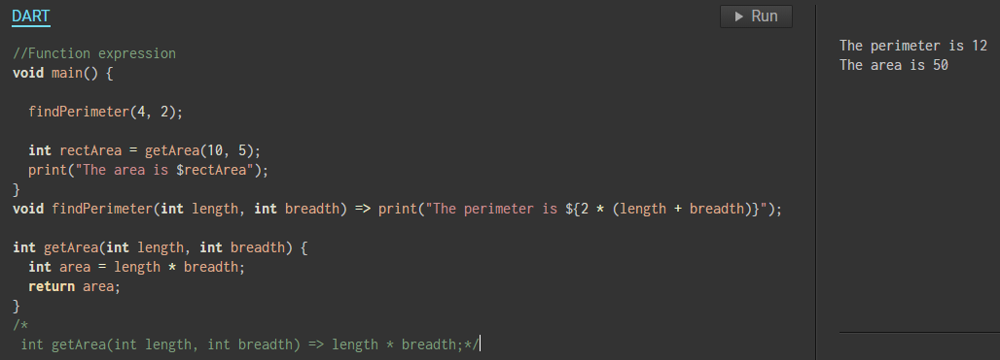 DART
Run
//Function expression
void main() {
findPerimeter(4, 2);
int rectArea = getArea(10, 5);
print("The area is $rectArea");
}
void findPerimeter(int length, int breadth) => print("The perimeter is ${2 * (length + breadth)}");
int getArea(int length, int breadth) {
int area = length * breadth;
return area;
}
/*
int getArea(int length, int breadth) => length * breadth;*/
The perimeter is 12
The area is 50